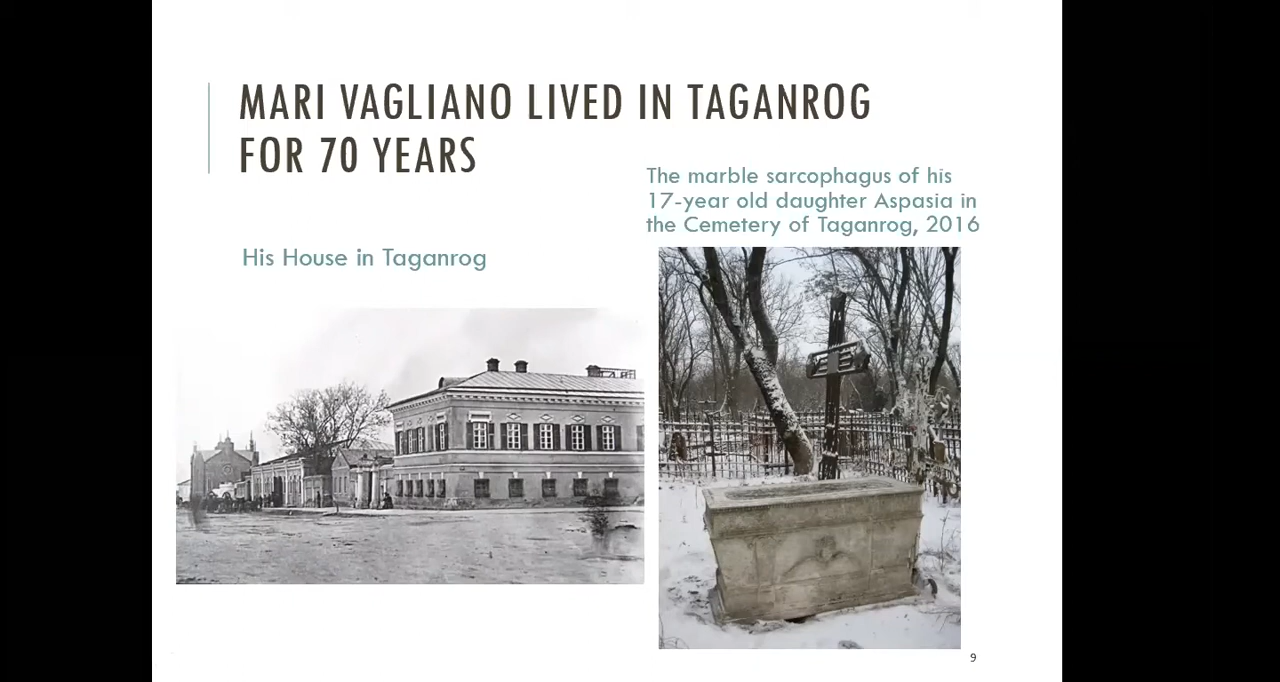 MARI VAGLIANO LIVED IN TAGANROG
FOR 70 YEARS
The marble sarcophagus of his
17-year old daughter Aspasia in
the Cemetery of Taganrog, 2016
His House in Taganrog
9